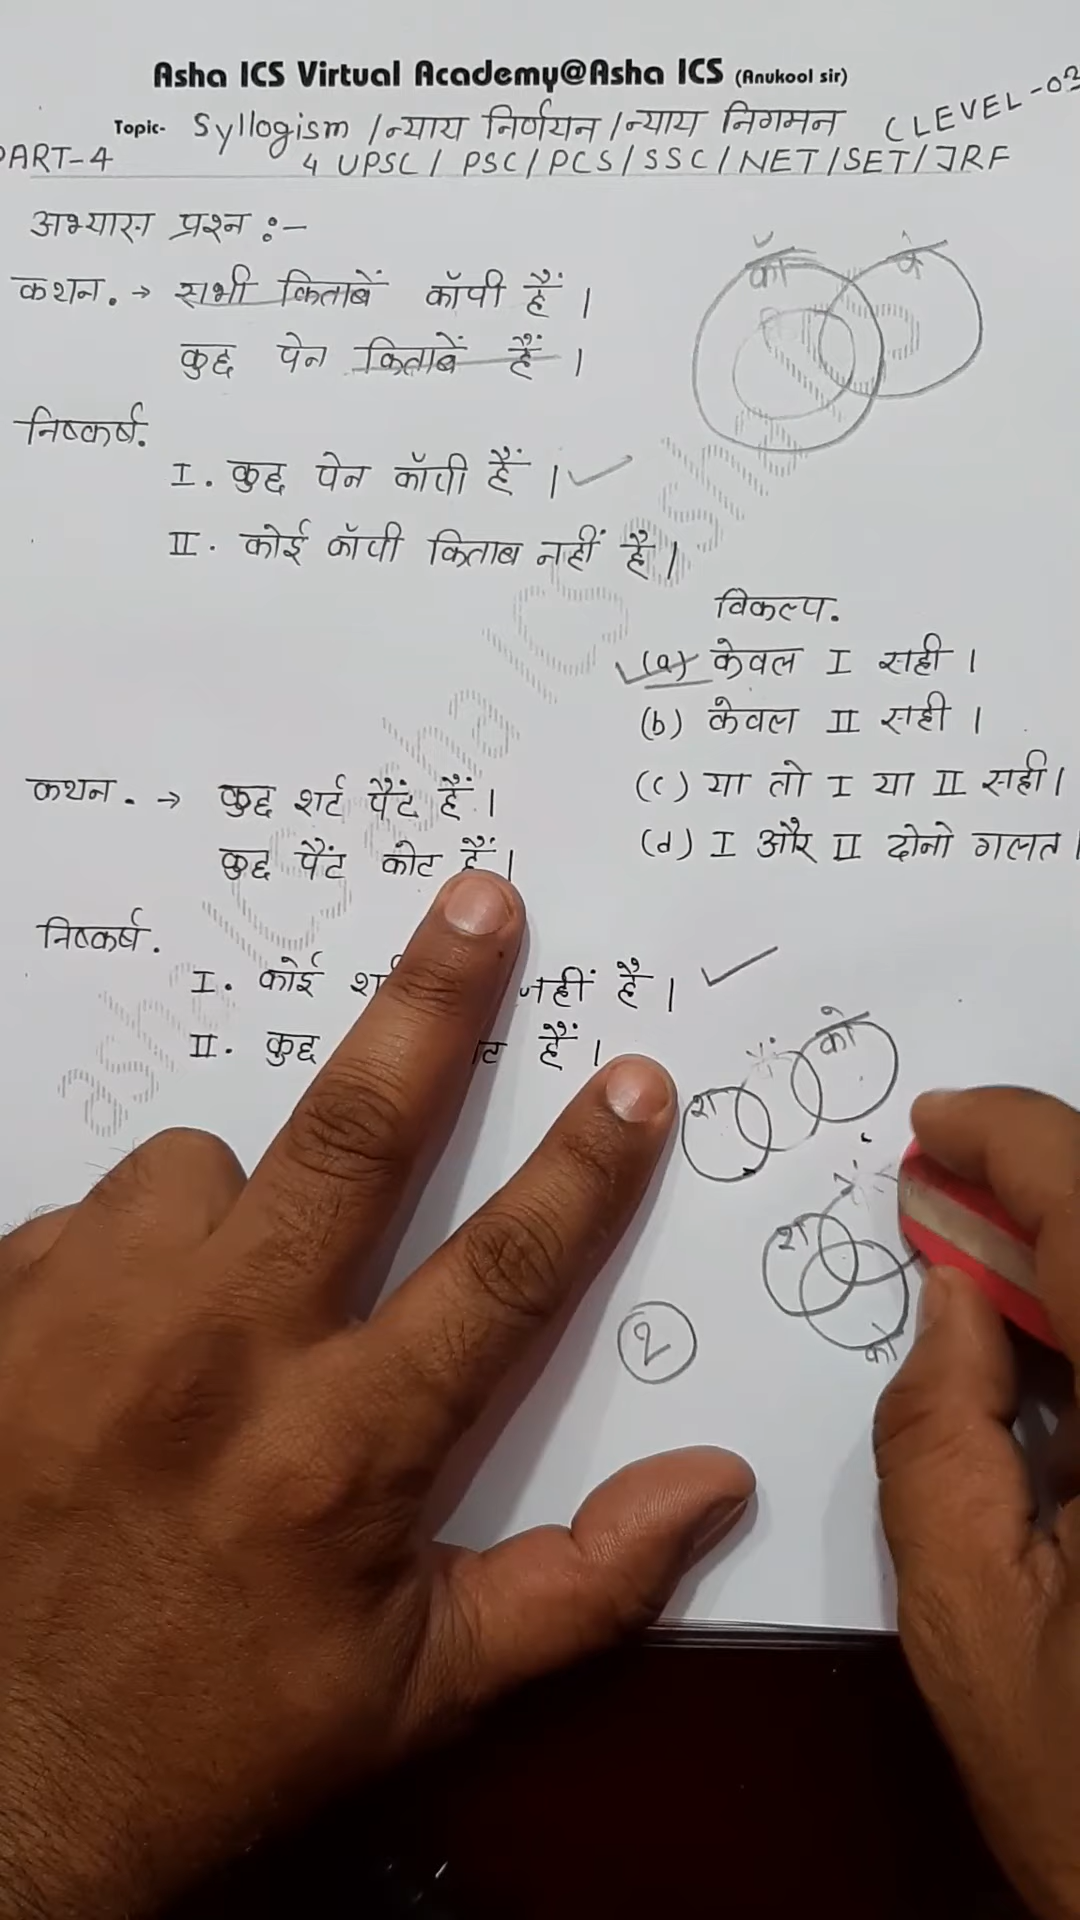 Asha ICS Virtual Academy@Asha ICS (Anukool sir)
Topic- Syllogism / न्याय निर्णयन / न्याय निगमन (LEVEL-02
PART-4 4 UPSC / PSC / PCS / SSC / NET / SET / JRF
अभ्यास प्रश्न :-
कथन. → सभी किताबें कॉपी हैं ।
कुछ पेन किताबें हैं ।
निष्कर्ष.
I. कुछ पेन कॉपी हैं ।
II. कोई कॉपी किताब नहीं है ।
कॉ पे
विकल्प.
(a) केवल I सही ।
(b) केवल II सही ।
(c) या तो I या II सही ।
(d) I और II दोनो गलत ।
कथन. → कुछ शर्ट पैंट हैं ।
कुछ पैंट कोट हैं ।
निष्कर्ष.
I. कोई नहीं है ।
II. कुछ हैं ।
श को
श को
2
asha ICS